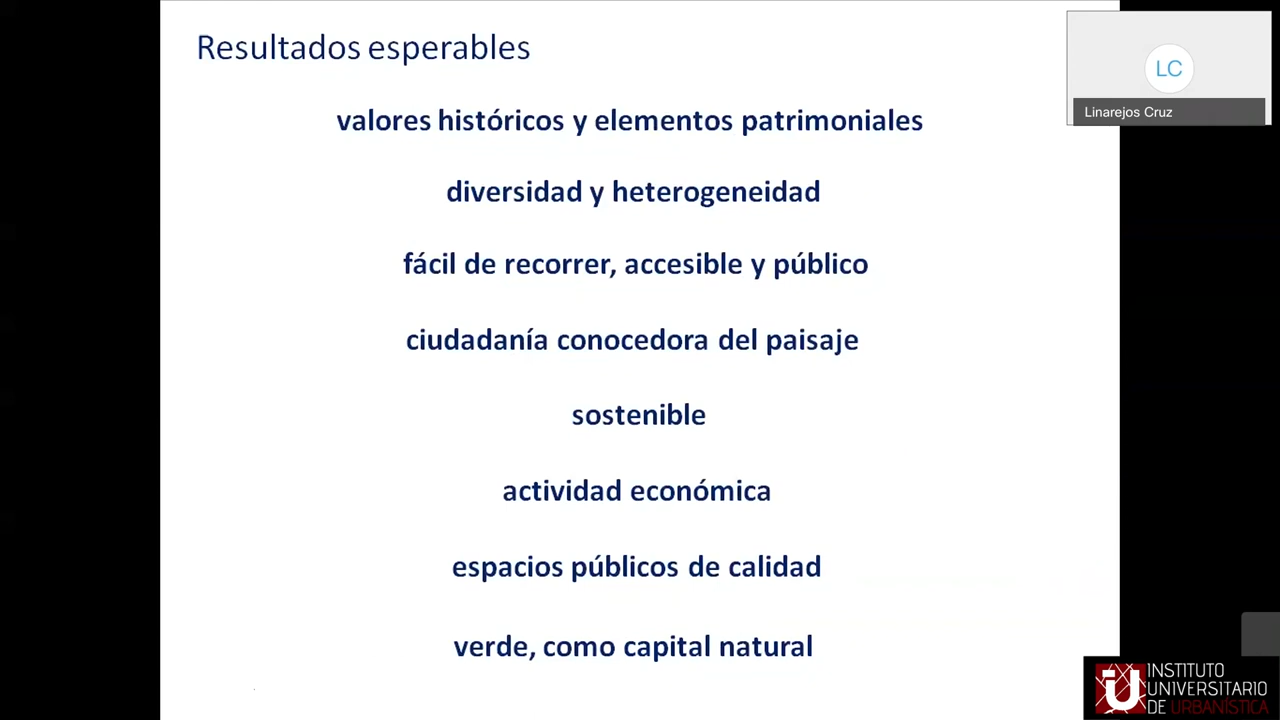 Resultados esperables
LC
Linarejos Cruz
valores históricos y elementos patrimoniales
diversidad y heterogeneidad
fácil de recorrer, accesible y público
ciudadanía conocedora del paisaje
sostenible
actividad económica
espacios públicos de calidad
verde, como capital natural
iU
INSTITUTO
UNIVERSITARIO
DE URBANÍSTICA